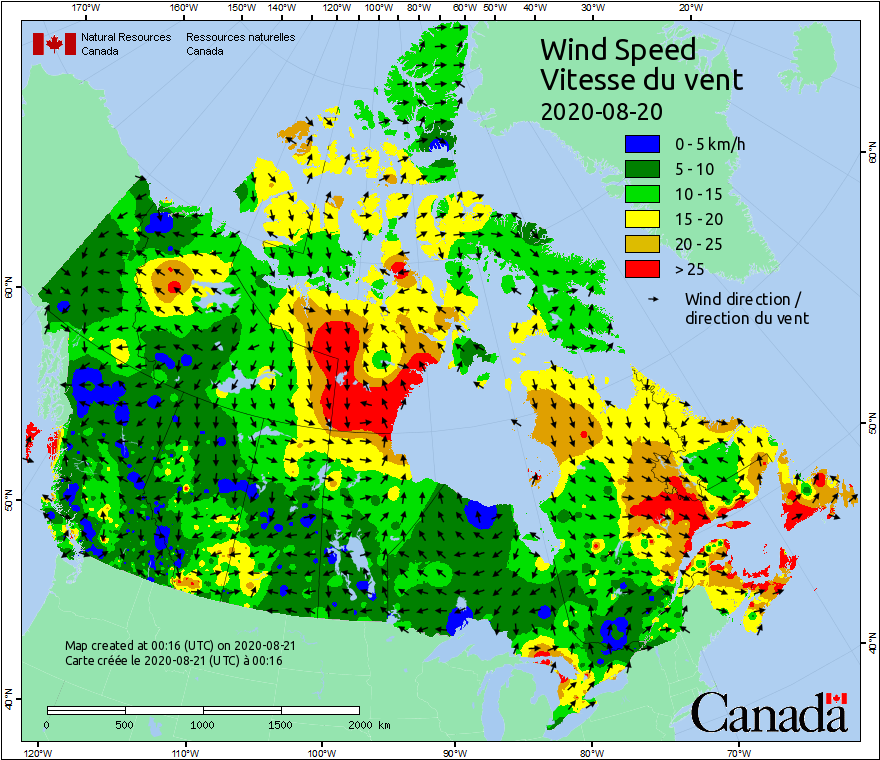 170°W 160°W 150°W 140°W 130°W 120°W 110°W 100°W 80°W 60°W 50°W 40°W 30°W 20°W
Natural Resources Ressources naturelles
Canada Canada
Wind Speed
Vitesse du vent
2020-08-20
0 - 5 km/h
5 - 10
10 - 15
15 - 20
20 - 25
> 25
Wind direction /
direction du vent
60°N
60°N
50°N
50°N
40°N
40°N
Map created at 00:16 (UTC) on 2020-08-21
Carte créée le 2020-08-21 (UTC) à 00:16
0 500 1000 1500 2000 km
Canada
120°W 110°W 100°W 90°W 80°W 70°W